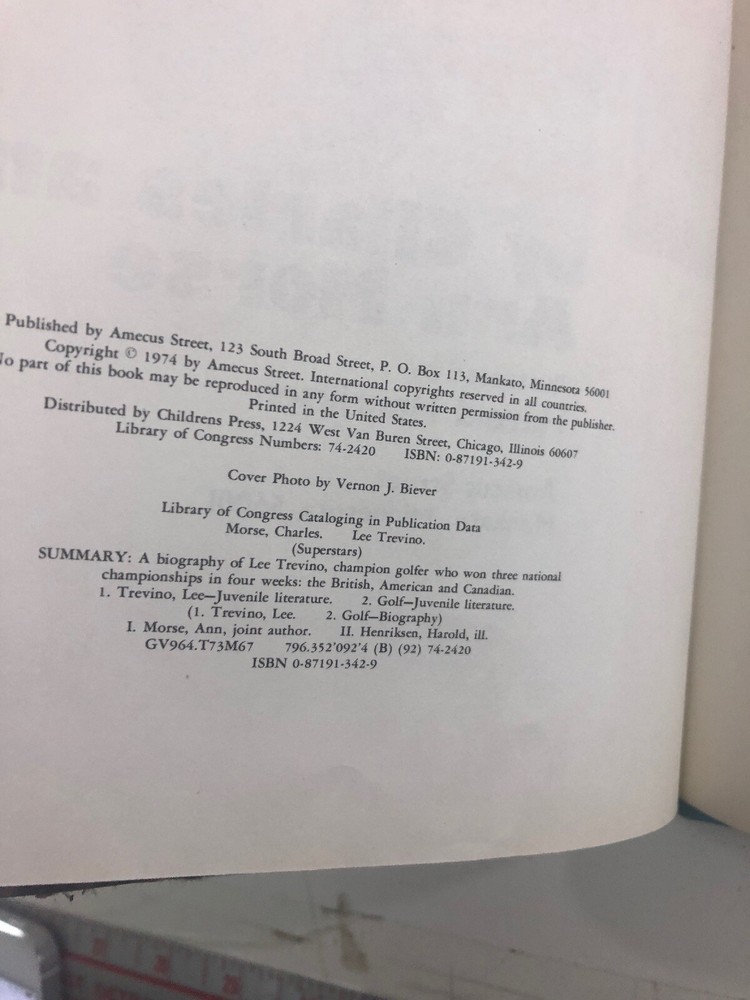 Published by Amecus Street, 123 South Broad Street, P. O. Box 113, Mankato, Minnesota 56001
Copyright © 1974 by Amecus Street. International copyrights reserved in all countries.
No part of this book may be reproduced in any form without written permission from the publisher.
Printed in the United States.
Distributed by Childrens Press, 1224 West Van Buren Street, Chicago, Illinois 60607
Library of Congress Numbers: 74-2420 ISBN: 0-87191-342-9
Cover Photo by Vernon J. Biever
Library of Congress Cataloging in Publication Data
Morse, Charles. Lee Trevino.
(Superstars)
SUMMARY: A biography of Lee Trevino, champion golfer who won three national
championships in four weeks: the British, American and Canadian.
1. Trevino, Lee—Juvenile literature. 2. Golf—Juvenile literature.
(1. Trevino, Lee. 2. Golf—Biography)
I. Morse, Ann, joint author. II. Henriksen, Harold, ill.
GV964.T73M67 796.352'092'4 (B) (92) 74-2420
ISBN 0-87191-342-9